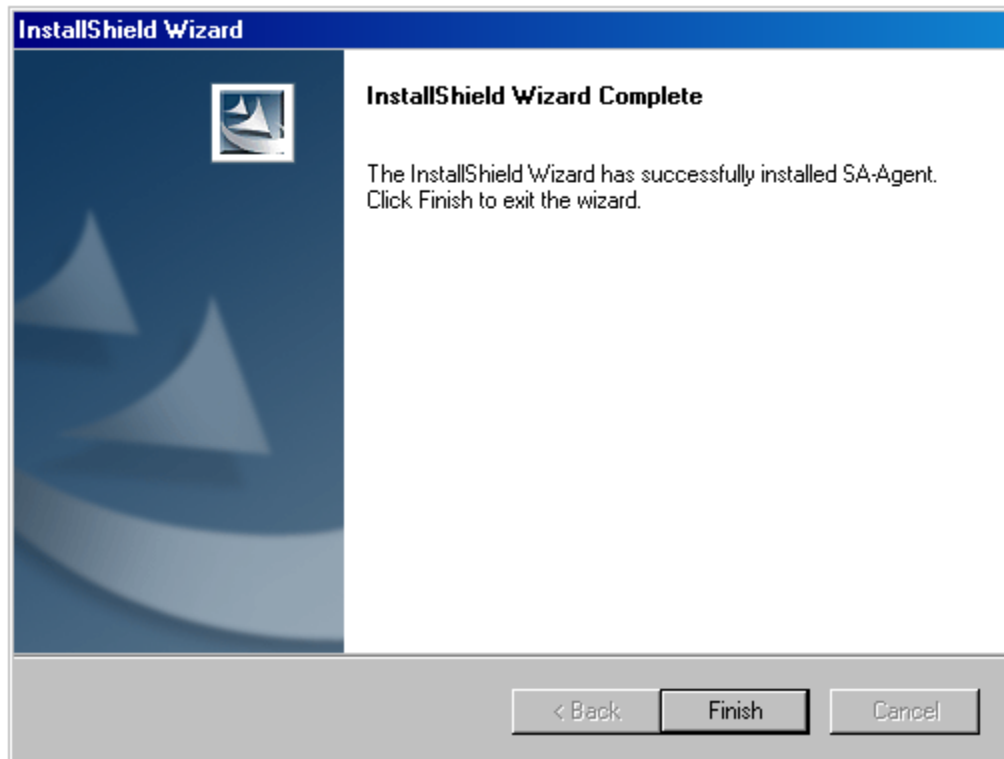 InstallShield Wizard
InstallShield Wizard Complete
The InstallShield Wizard has successfully installed SA-Agent.
Click Finish to exit the wizard.
< Back
Finish
Cancel